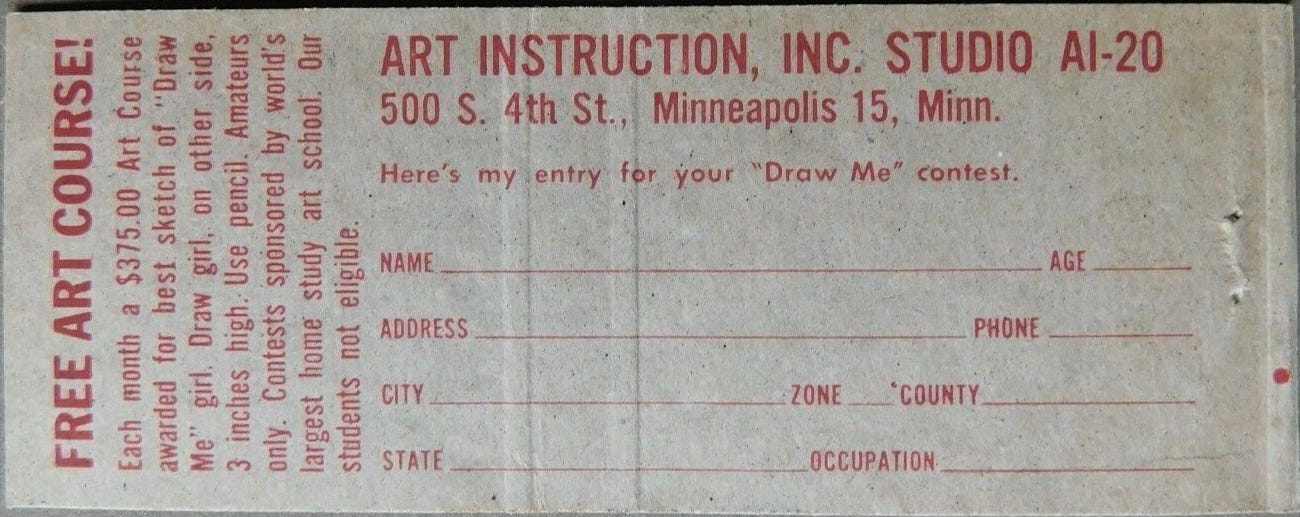 FREE ART COURSE!
Each month a $375.00 Art Course
awarded for best sketch of "Draw
Me" girl. Draw girl, on other side,
3 inches high. Use pencil. Amateurs
only. Contests sponsored by world's
largest home study art school. Our
students not eligible.
ART INSTRUCTION, INC. STUDIO AI-20
500 S. 4th St., Minneapolis 15, Minn.
Here's my entry for your "Draw Me" contest.
NAME AGE
ADDRESS PHONE
CITY ZONE COUNTY
STATE OCCUPATION